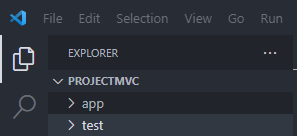 File Edit Selection View Go Run
EXPLORER ...
PROJECTMVC
app
test